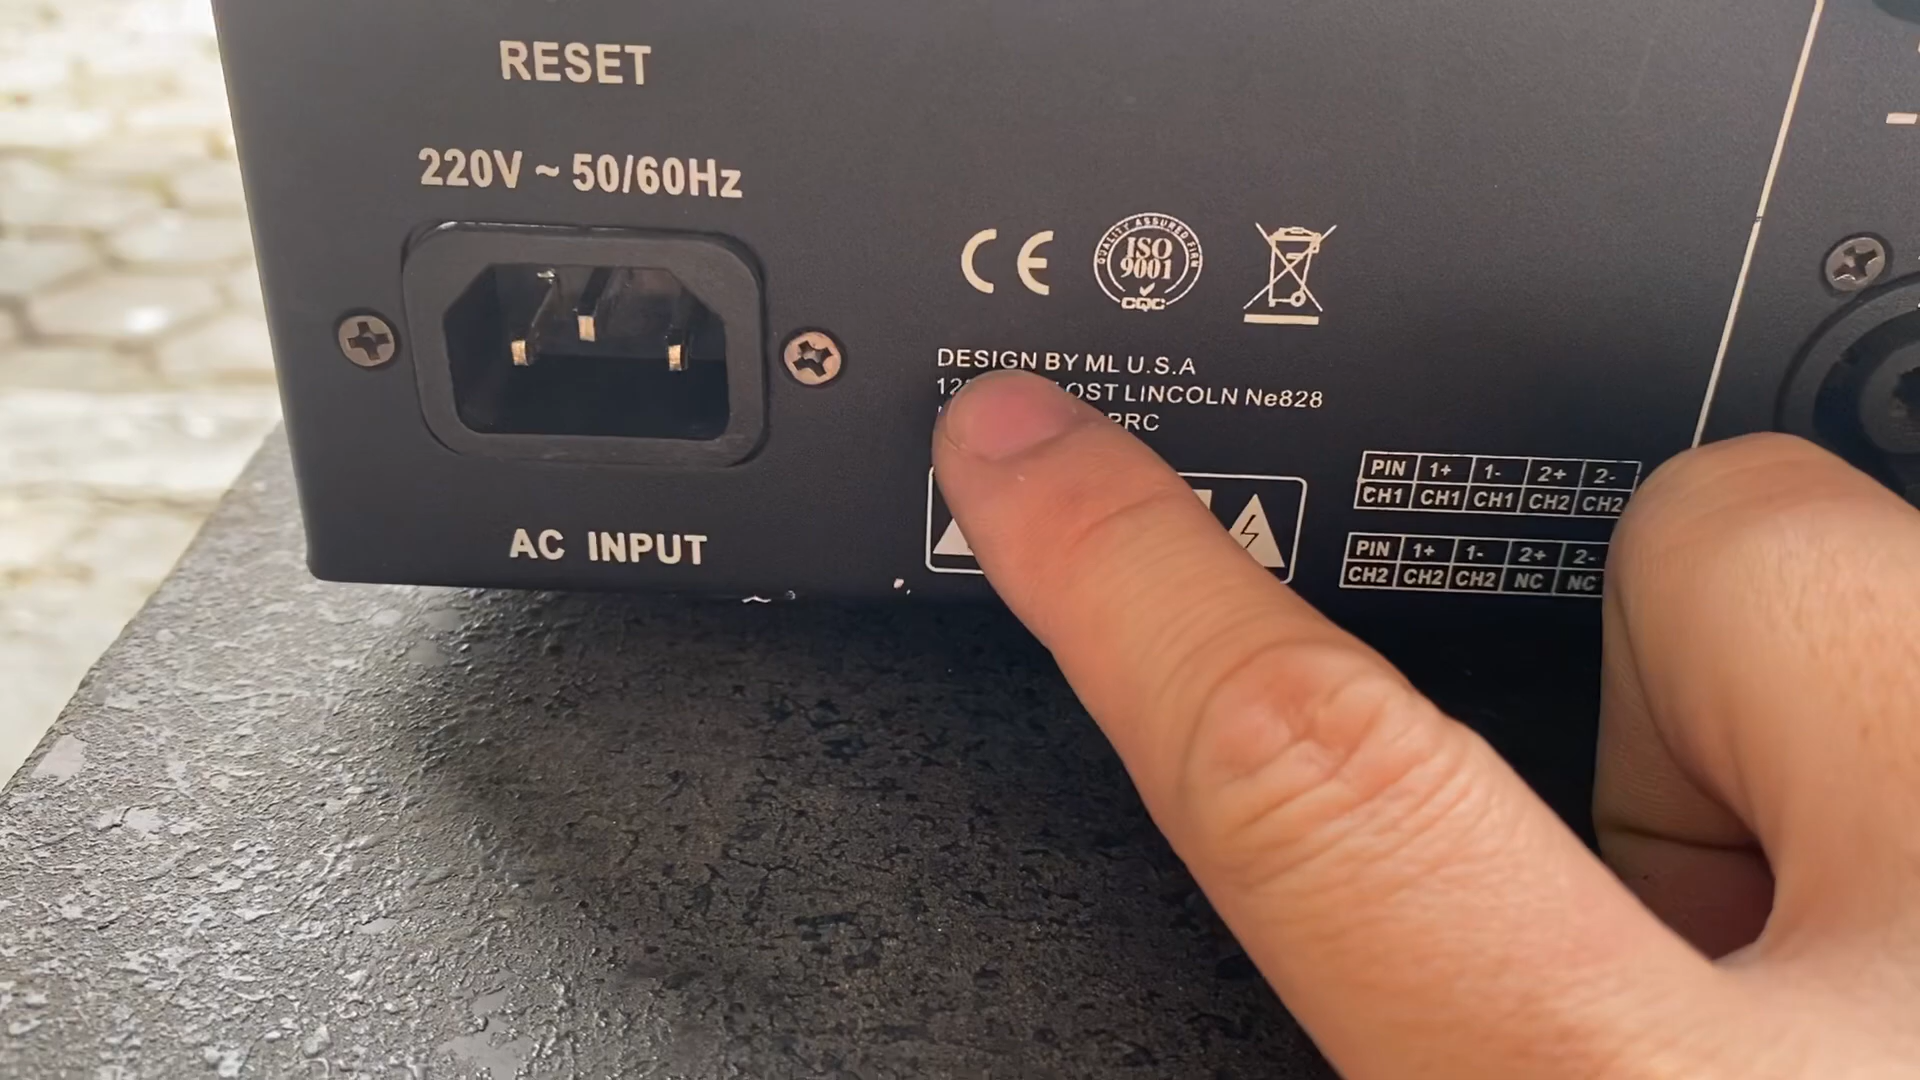 RESET
220V ~ 50/60Hz
AC INPUT
CE
QUALITY ASSURED FIRM
ISO
9001
CQC
DESIGN BY ML U.S.A
LINCOLN Ne828
PRC
PIN 1+ 1- 2+ 2-
CH1 CH1 CH1 CH2 CH2
PIN 1+ 1- 2+ 2-
CH2 CH2 CH2 NC NC